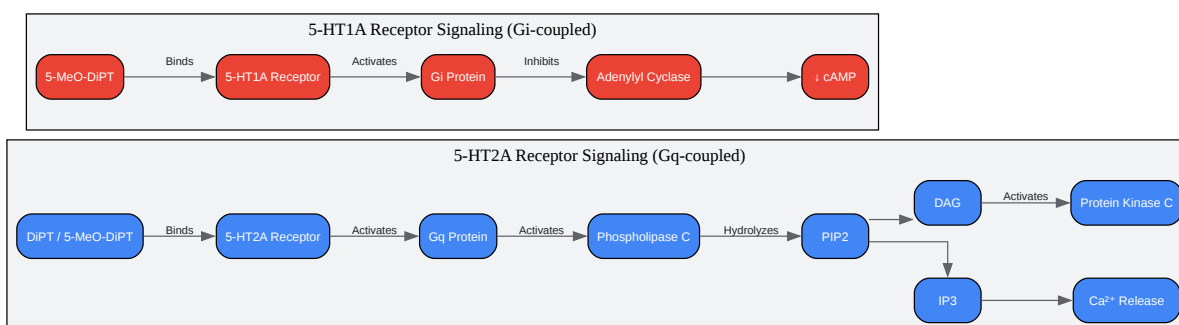 5-HT1A Receptor Signaling (Gi-coupled)
5-MeO-DiPT
Binds
5-HT1A Receptor
Activates
Gi Protein
Inhibits
Adenylyl Cyclase
↓ cAMP
5-HT2A Receptor Signaling (Gq-coupled)
DiPT / 5-MeO-DiPT
Binds
5-HT2A Receptor
Activates
Gq Protein
Activates
Phospholipase C
Hydrolyzes
PIP2
DAG
Activates
Protein Kinase C
IP3
Ca²⁺ Release